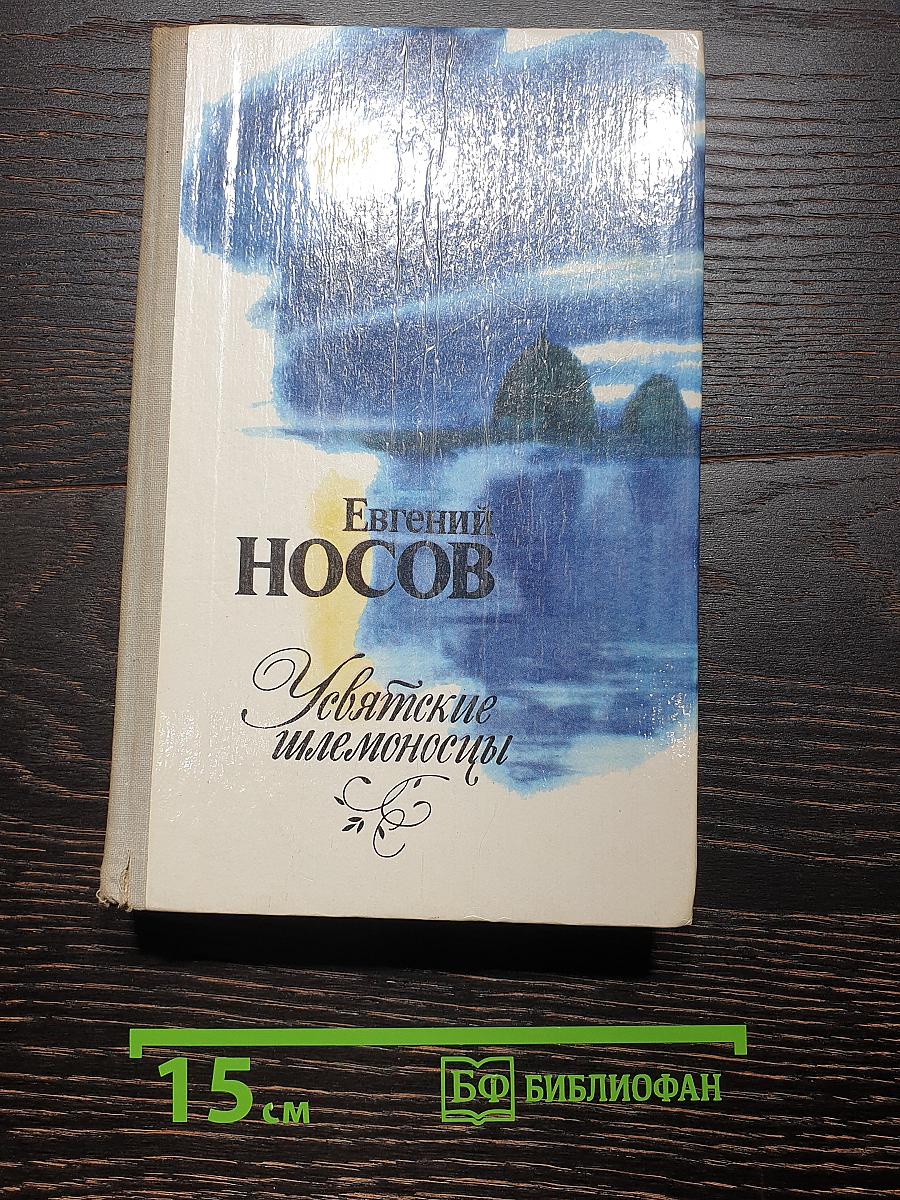 Евгений
НОСОВ
Усвятские
шлемоносцы
15 см
БФ БИБЛИОФАН